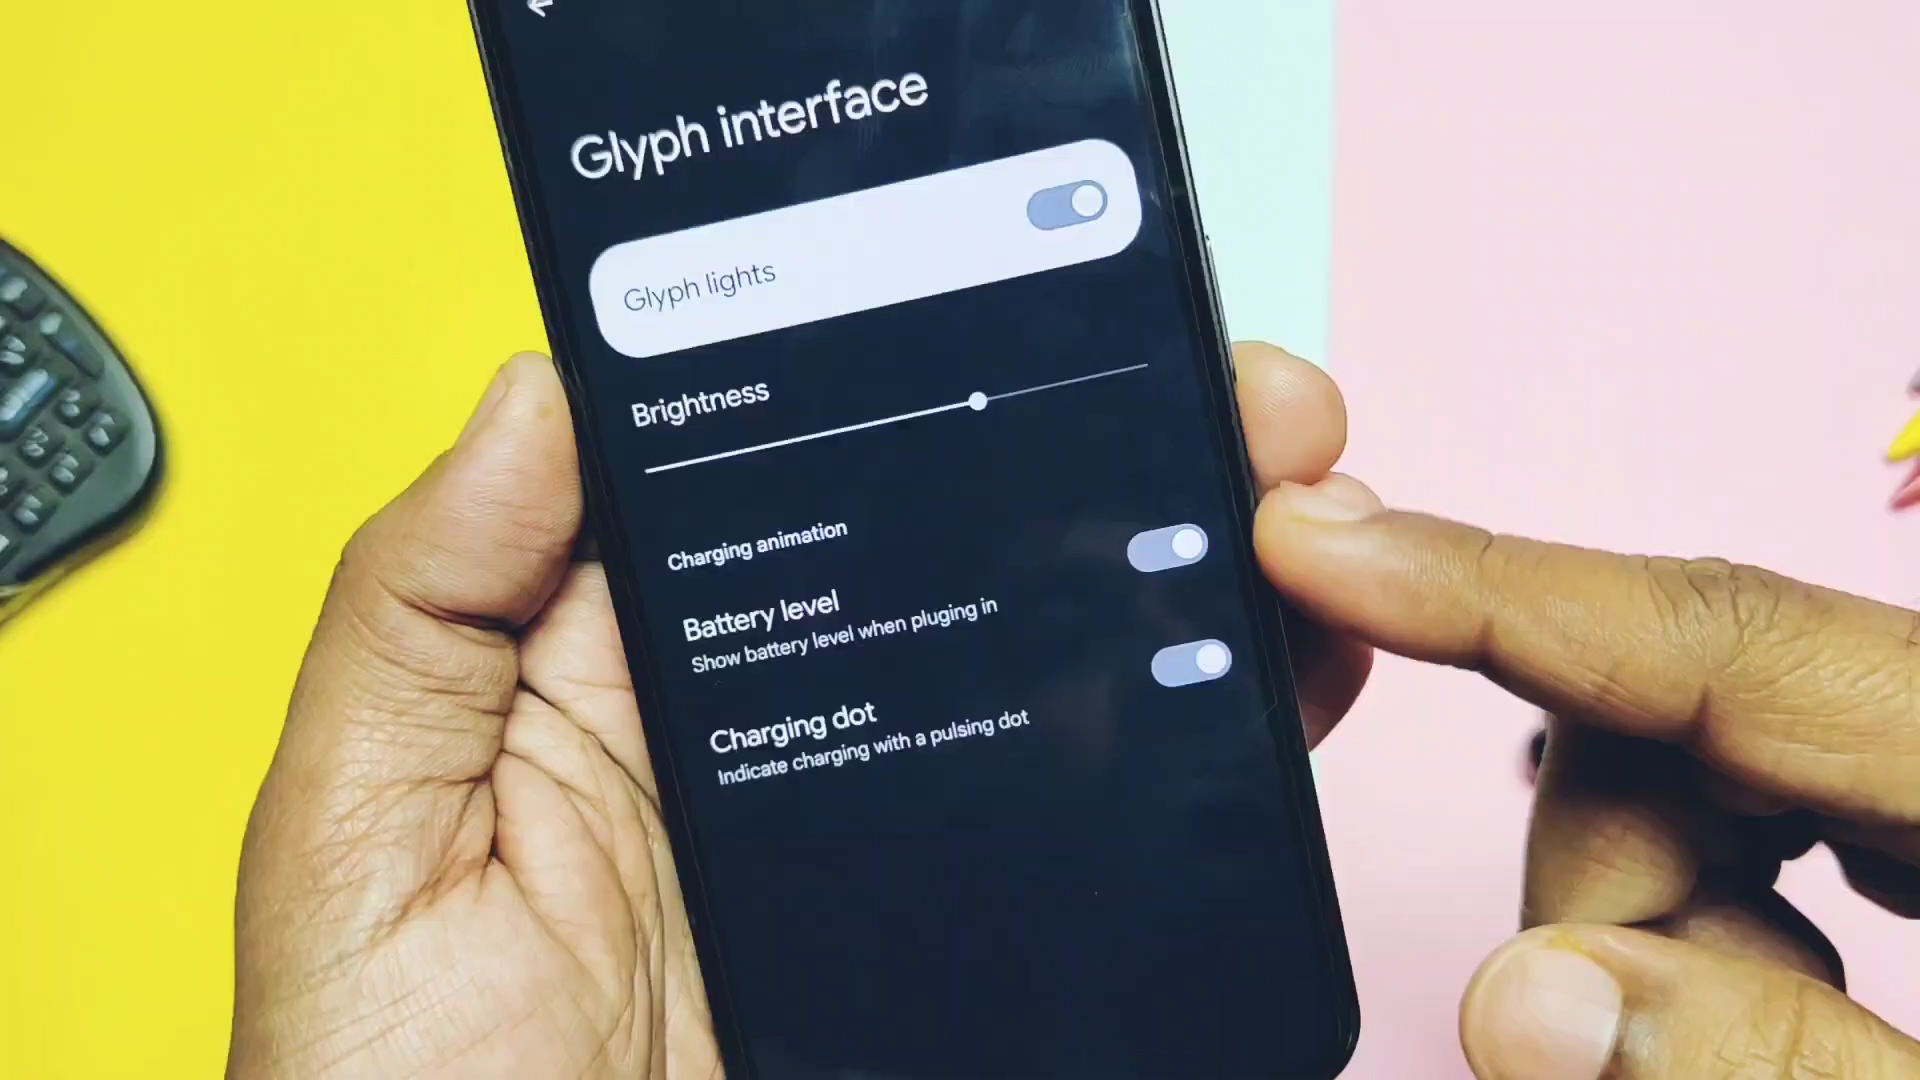 Glyph interface
Glyph lights
Brightness
Charging animation
Battery level
Show battery level when pluging in
Charging dot
Indicate charging with a pulsing dot